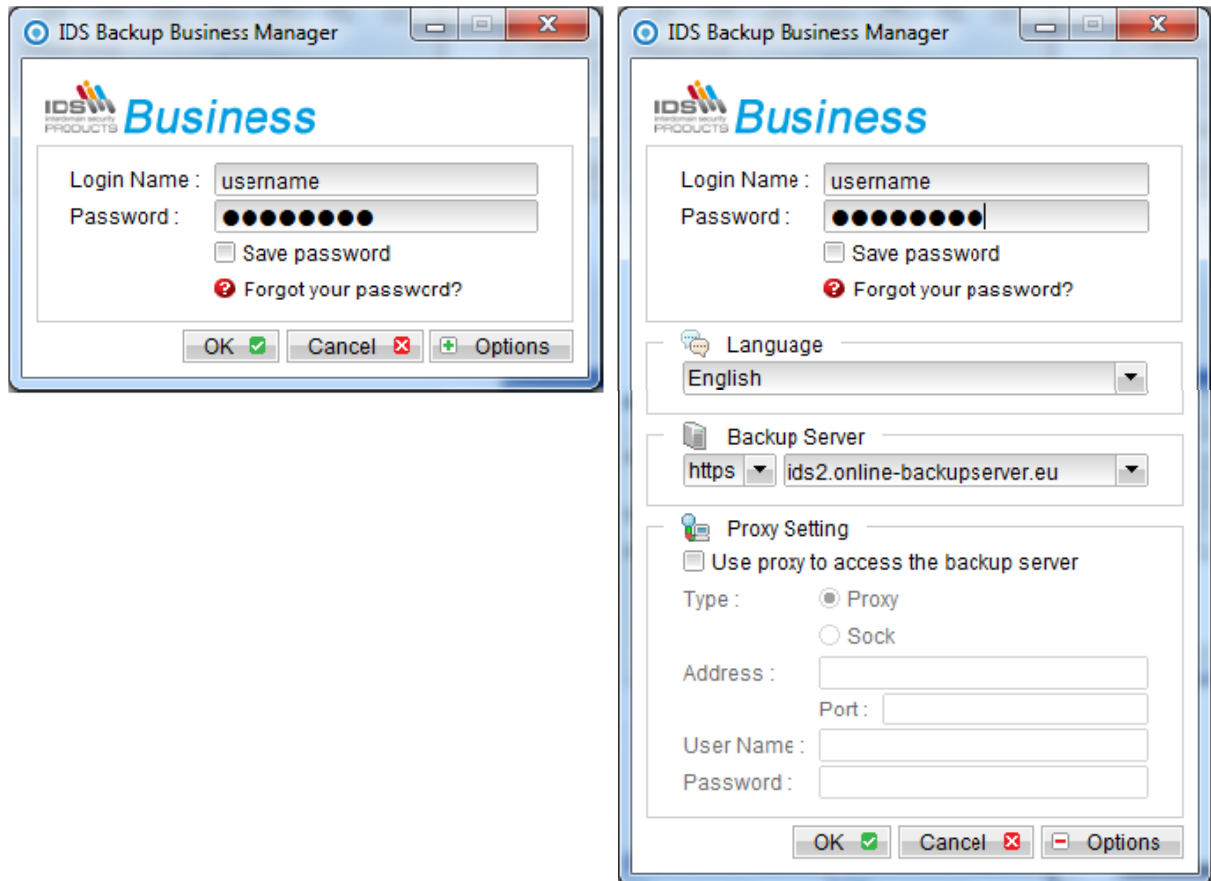 IDS Backup Business Manager
IDS
interdomain security
PRODUCTS
Business
Login Name : username
Password : ●●●●●●●●
Save password
Forgot your password?
OK Cancel Options
IDS Backup Business Manager
IDS
interdomain security
PRODUCTS
Business
Login Name : username
Password : ●●●●●●●●
Save password
Forgot your password?
Language
English
Backup Server
https ids2.online-backupserver.eu
Proxy Setting
Use proxy to access the backup server
Type : Proxy
Sock
Address :
Port :
User Name :
Password :
OK Cancel Options